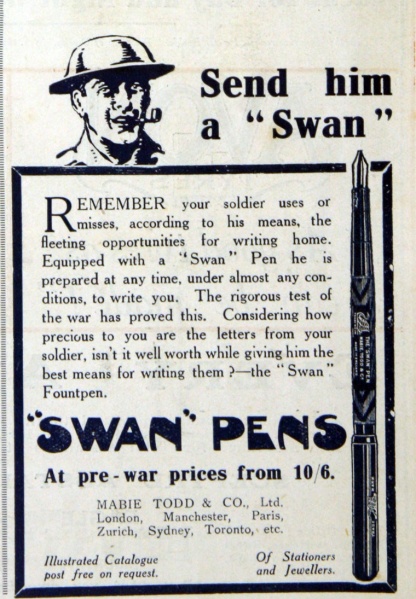 Send him
a "Swan"
REMEMBER your soldier uses or
misses, according to his means, the
fleeting opportunities for writing home.
Equipped with a "Swan" Pen he is
prepared at any time, under almost any con-
ditions, to write you. The rigorous test of
the war has proved this. Considering how
precious to you are the letters from your
soldier, isn't it well worth while giving him the
best means for writing them ?—the "Swan"
Fountpen.
"SWAN" PENS
At pre-war prices from 10/6.
MABIE TODD & CO., Ltd.
London, Manchester, Paris,
Zurich, Sydney, Toronto, etc.
Illustrated Catalogue
post free on request.
Of Stationers
and Jewellers.
THE "SWAN" PEN
MABIE TODD & CO